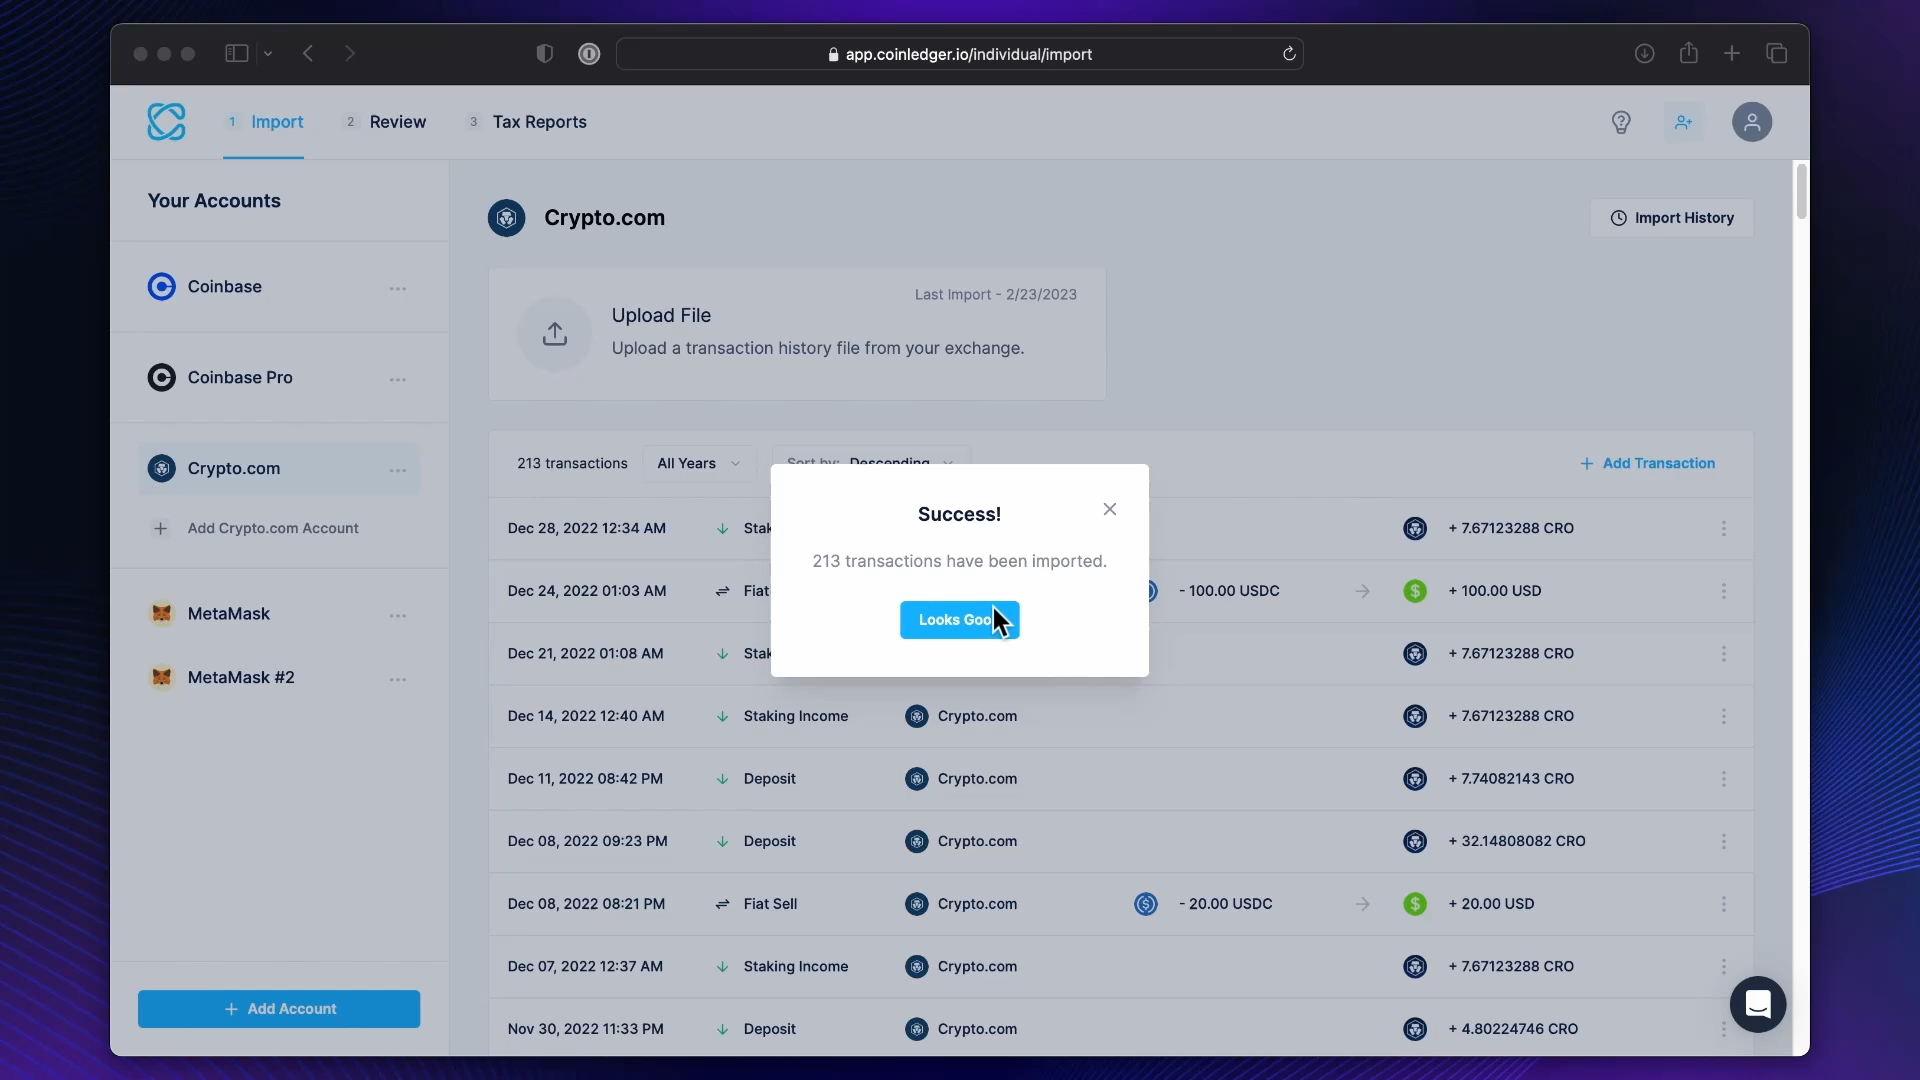 app.coinledger.io/individual/import
1 Import
2 Review
3 Tax Reports
Your Accounts
Coinbase
Coinbase Pro
Crypto.com
+ Add Crypto.com Account
MetaMask
MetaMask #2
+ Add Account
Crypto.com
Import History
Last Import - 2/23/2023
Upload File
Upload a transaction history file from your exchange.
213 transactions All Years Sort by: Descending + Add Transaction
Success!
213 transactions have been imported.
Looks Goo
Dec 28, 2022 12:34 AM Stak + 7.67123288 CRO
Dec 24, 2022 01:03 AM Fiat - 100.00 USDC + 100.00 USD
Dec 21, 2022 01:08 AM Stak + 7.67123288 CRO
Dec 14, 2022 12:40 AM Staking Income Crypto.com + 7.67123288 CRO
Dec 11, 2022 08:42 PM Deposit Crypto.com + 7.74082143 CRO
Dec 08, 2022 09:23 PM Deposit Crypto.com + 32.14808082 CRO
Dec 08, 2022 08:21 PM Fiat Sell Crypto.com - 20.00 USDC + 20.00 USD
Dec 07, 2022 12:37 AM Staking Income Crypto.com + 7.67123288 CRO
Nov 30, 2022 11:33 PM Deposit Crypto.com + 4.80224746 CRO